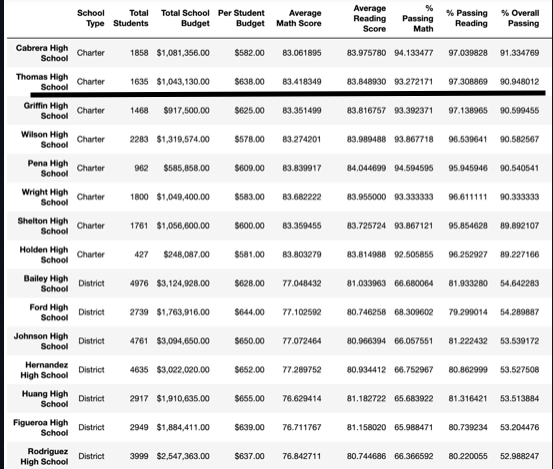 School Type Total Students Total School Budget Per Student Budget Average Math Score Average Reading Score % Passing Math % Passing Reading % Overall Passing
Cabrera High School Charter 1858 $1,081,356.00 $582.00 83.061895 83.975780 94.133477 97.039828 91.334769
Thomas High School Charter 1635 $1,043,130.00 $638.00 83.418349 83.848930 93.272171 97.308869 90.948012
Griffin High School Charter 1468 $917,500.00 $625.00 83.351499 83.816757 93.392371 97.138965 90.599455
Wilson High School Charter 2283 $1,319,574.00 $578.00 83.274201 83.989488 93.867718 96.539641 90.582567
Pena High School Charter 962 $585,858.00 $609.00 83.839917 84.044699 94.594595 95.945946 90.540541
Wright High School Charter 1800 $1,049,400.00 $583.00 83.682222 83.955000 93.333333 96.611111 90.333333
Shelton High School Charter 1761 $1,056,600.00 $600.00 83.359455 83.725724 93.867121 95.854628 89.892107
Holden High School Charter 427 $248,087.00 $581.00 83.803279 83.814988 92.505855 96.252927 89.227166
Bailey High School District 4976 $3,124,928.00 $628.00 77.048432 81.033963 66.680064 81.933280 54.642283
Ford High School District 2739 $1,763,916.00 $644.00 77.102592 80.746258 68.309602 79.299014 54.289887
Johnson High School District 4761 $3,094,650.00 $650.00 77.072464 80.966394 66.057551 81.222432 53.539172
Hernandez High School District 4635 $3,022,020.00 $652.00 77.289752 80.934412 66.752967 80.862999 53.527508
Huang High School District 2917 $1,910,635.00 $655.00 76.629414 81.182722 65.683922 81.316421 53.513884
Figueroa High School District 2949 $1,884,411.00 $639.00 76.711767 81.158020 65.988471 80.739234 53.204476
Rodriguez High School District 3999 $2,547,363.00 $637.00 76.842711 80.744686 66.366592 80.220055 52.988247